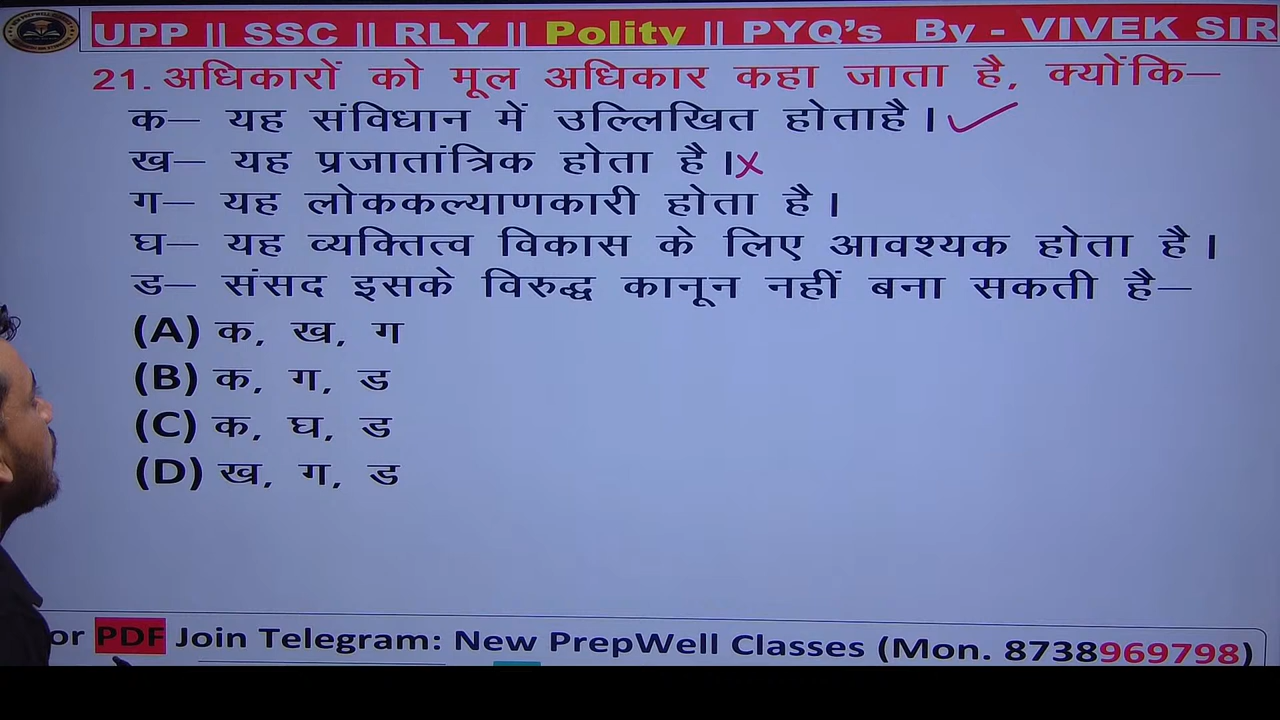 UPP || SSC || RLY || Polity || PYQ’s By - VIVEK SIR
21. अधिकारों को मूल अधिकार कहा जाता है, क्योंकि–
क– यह संविधान में उल्लिखित होताहै।
ख– यह प्रजातांत्रिक होता है।
ग– यह लोककल्याणकारी होता है।
घ– यह व्यक्तित्व विकास के लिए आवश्यक होता है।
ड– संसद इसके विरुद्ध कानून नहीं बना सकती है–
(A) क, ख, ग
(B) क, ग, ड
(C) क, घ, ड
(D) ख, ग, ड
or PDF Join Telegram: New PrepWell Classes (Mon. 8738969798)